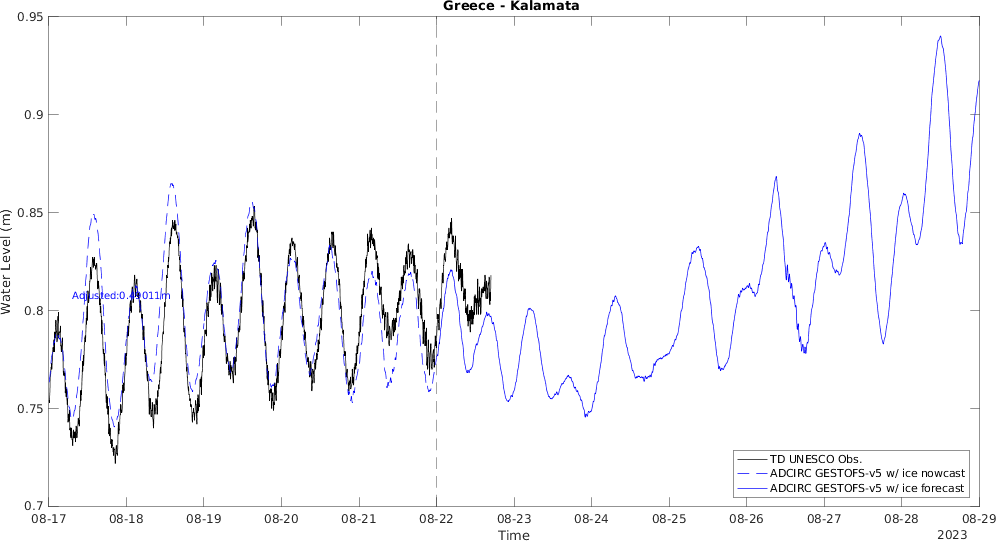 Greece - Kalamata
0.95
0.9
0.85
0.8
0.75
0.7
Water Level (m)
Adjusted:0.49011m
TD UNESCO Obs.
ADCIRC GESTOFS-v5 w/ ice nowcast
ADCIRC GESTOFS-v5 w/ ice forecast
08-17 08-18 08-19 08-20 08-21 08-22 08-23 08-24 08-25 08-26 08-27 08-28 08-29
Time
2023